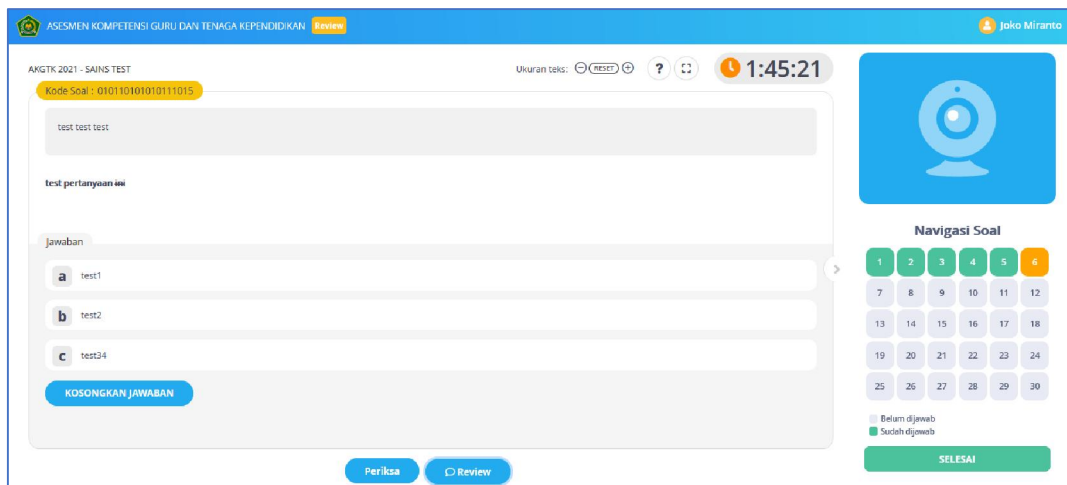 ASESMEN KOMPETENSI GURU DAN TENAGA KEPENDIDIKAN Review
Joko Miranto
AKGTK 2021 - SAINS TEST
Ukuran teks: RESET ? 1:45:21
Kode Soal : 010110101010111015
test test test
test pertanyaan ini
Jawaban
a test1
b test2
c test34
KOSONGKAN JAWABAN
Periksa
Review
Navigasi Soal
1 2 3 4 5 6
7 8 9 10 11 12
13 14 15 16 17 18
19 20 21 22 23 24
25 26 27 28 29 30
Belum dijawab
Sudah dijawab
SELESAI